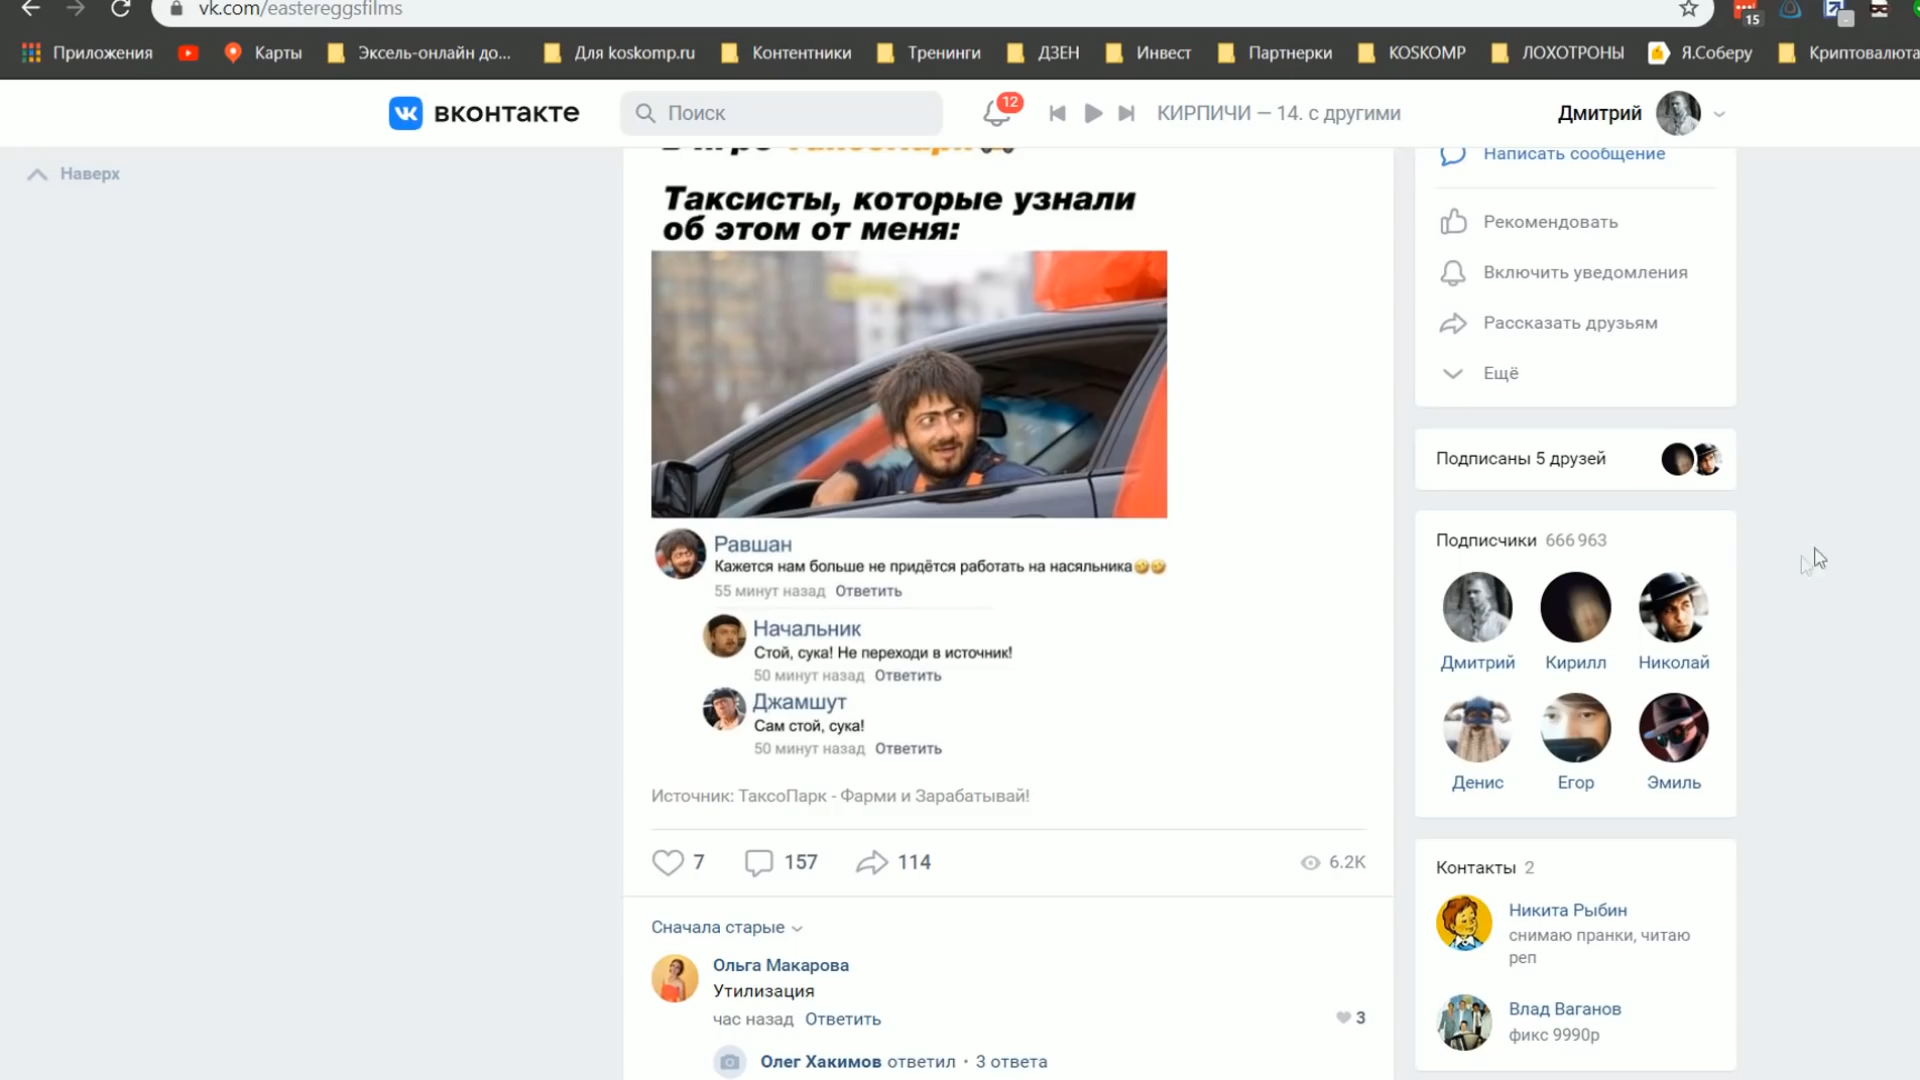 vk.com/eastereggsfilms
15
Приложения
Карты
Эксель-онлайн до...
Для koskomp.ru
Контентники
Тренинги
ДЗЕН
Инвест
Партнерки
KOSKOMP
ЛОХОТРОНЫ
Я.Соберу
Криптовалюта
вконтакте
Поиск
12
КИРПИЧИ — 14. с другими
Дмитрий
Наверх
Таксисты, которые узнали
об этом от меня:
Равшан
Кажется нам больше не придётся работать на насяльника🤣🤣
55 минут назад Ответить
Начальник
Стой, сука! Не переходи в источник!
50 минут назад Ответить
Джамшут
Сам стой, сука!
50 минут назад Ответить
Источник: ТаксоПарк - Фарми и Зарабатывай!
7
157
114
6.2K
Сначала старые
Ольга Макарова
Утилизация
час назад Ответить
3
Олег Хакимов ответил · 3 ответа
Написать сообщение
Рекомендовать
Включить уведомления
Рассказать друзьям
Ещё
Подписаны 5 друзей
Подписчики 666 963
Дмитрий
Кирилл
Николай
Денис
Егор
Эмиль
Контакты 2
Никита Рыбин
снимаю пранки, читаю
реп
Влад Ваганов
фикс 9990р